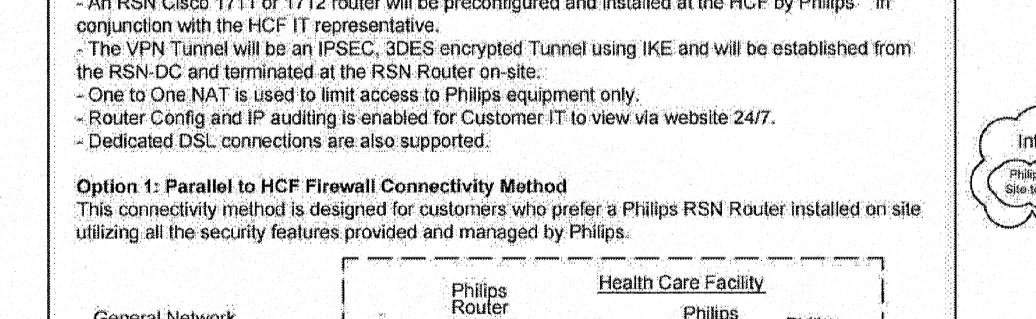 - An RSN Cisco 1711 or 1712 router will be preconfigured and installed at the HCF by Philips in
conjunction with the HCF IT representative.
- The VPN Tunnel will be an IPSEC, 3DES encrypted Tunnel using IKE and will be established from
the RSN-DC and terminated at the RSN Router on-site.
- One to One NAT is used to limit access to Philips equipment only.
- Router Config and IP auditing is enabled for Customer IT to view via website 24/7.
- Dedicated DSL connections are also supported.
Option 1: Parallel to HCF Firewall Connectivity Method
This connectivity method is designed for customers who prefer a Philips RSN Router installed on site
utilizing all the security features provided and managed by Philips.
Health Care Facility
Philips
Router
Philips
General Network